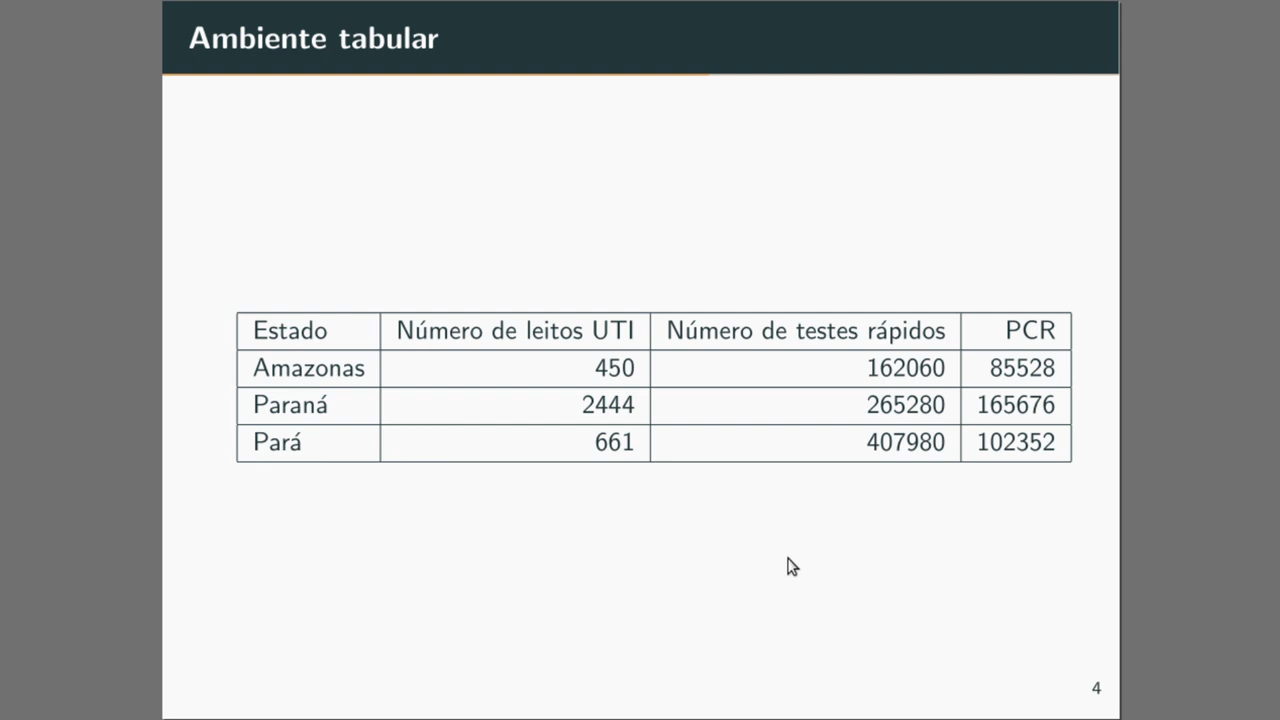 Ambiente tabular
Estado Número de leitos UTI Número de testes rápidos PCR
Amazonas 450 162060 85528
Paraná 2444 265280 165676
Pará 661 407980 102352
4